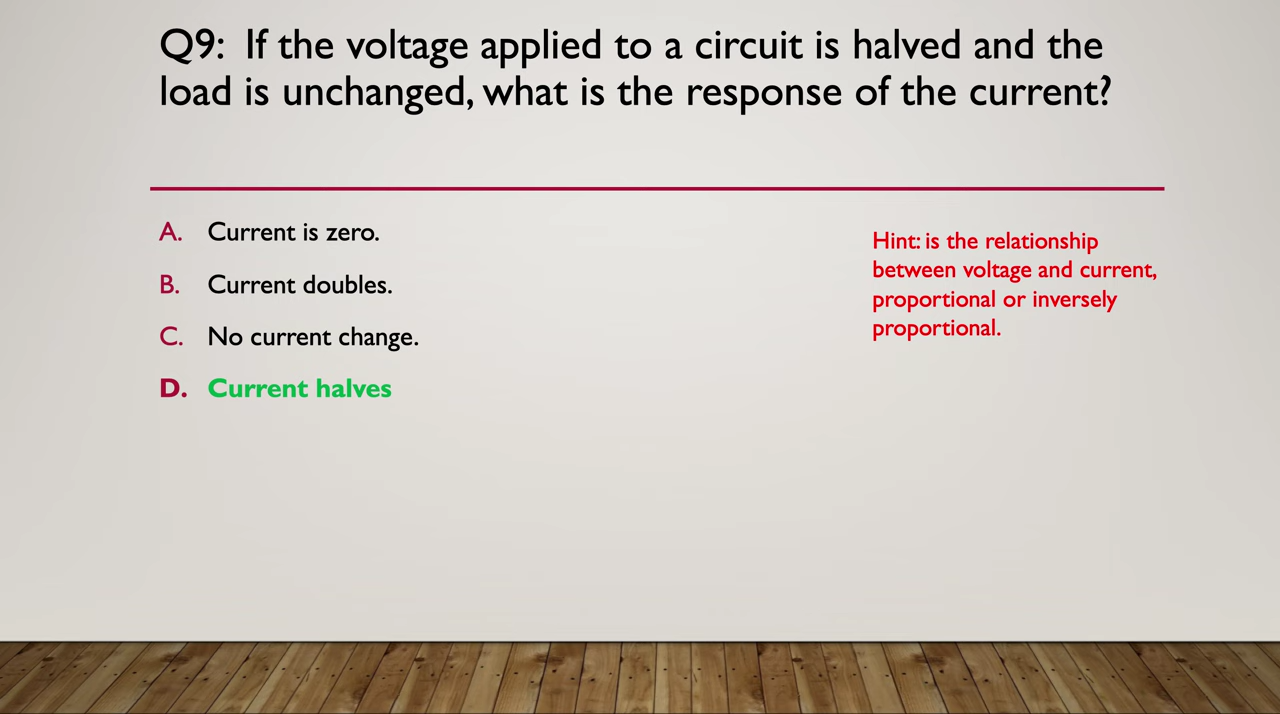 Q9: If the voltage applied to a circuit is halved and the
load is unchanged, what is the response of the current?
A. Current is zero.
B. Current doubles.
C. No current change.
D. Current halves
Hint: is the relationship
between voltage and current,
proportional or inversely
proportional.